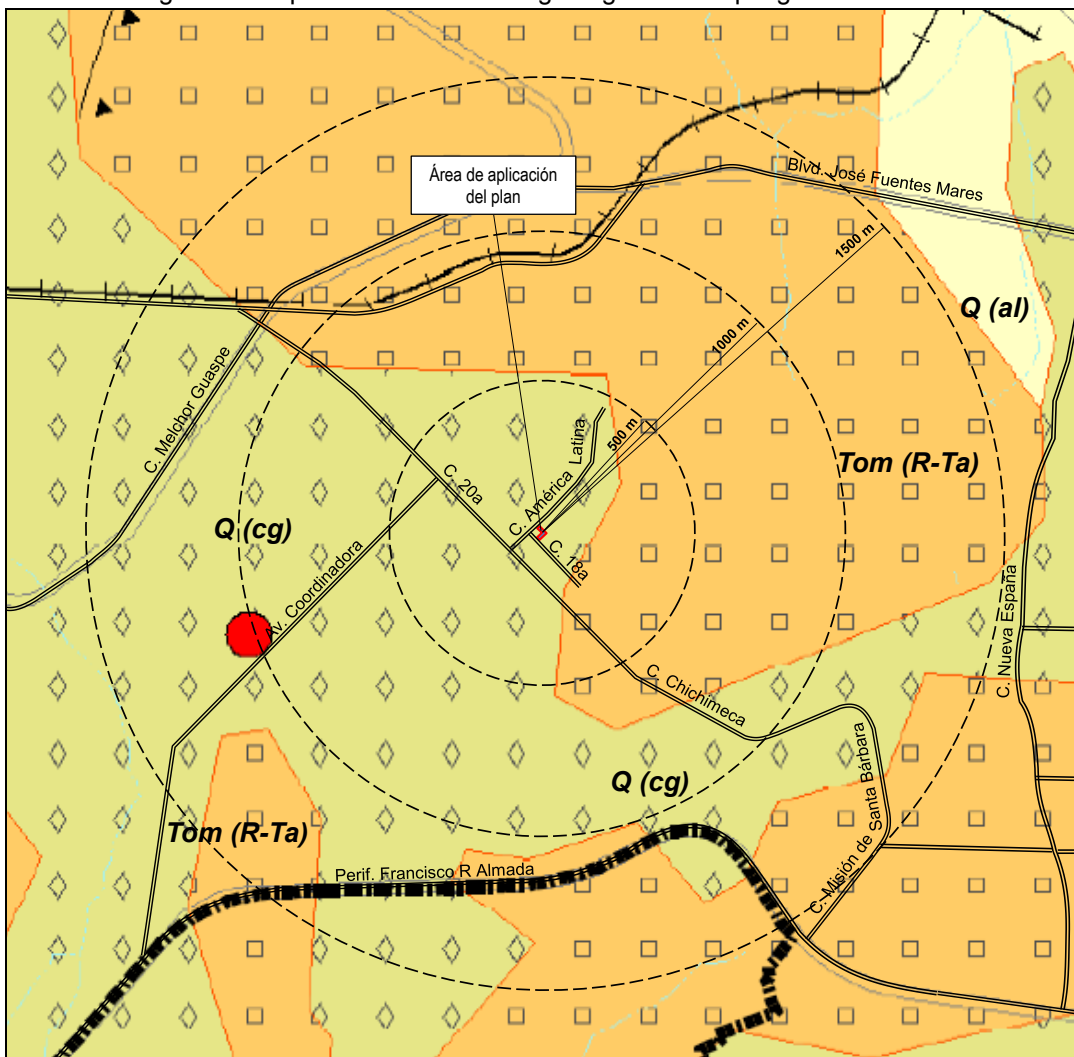 Área de aplicación
del plan
Blvd. José Fuentes Mares
1500 m
Q (al)
1000 m
C. Melchor Guaspe
500 m
C. América Latina
C. 20a
Tom (R-Ta)
Q (cg)
C. 18a
Av. Coordinadora
C. Nueva España
C. Chichimeca
Q (cg)
C. Misión de Santa Bárbara
Tom (R-Ta)
Perif. Francisco R Almada